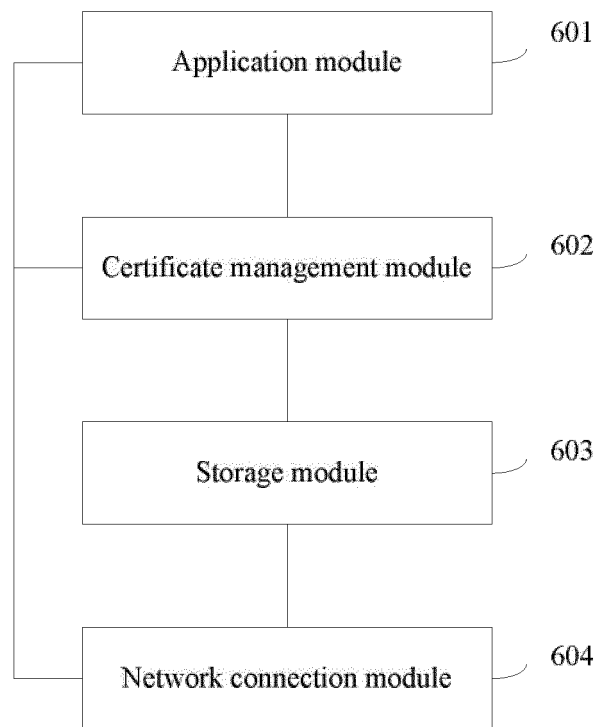 601
Application module
602
Certificate management module
603
Storage module
604
Network connection module